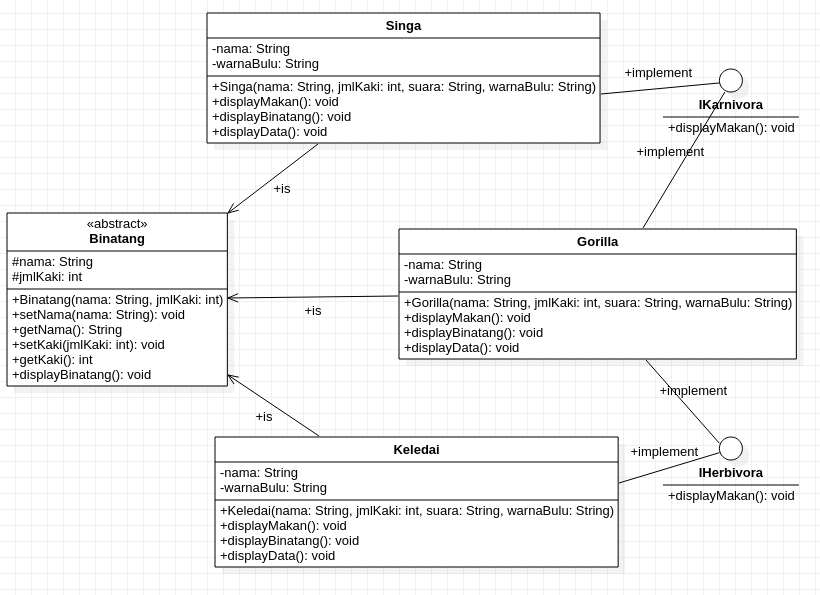 Singa
-nama: String
-warnaBulu: String
+Singa(nama: String, jmlKaki: int, suara: String, warnaBulu: String)
+displayMakan(): void
+displayBinatang(): void
+displayData(): void
+implement
IKarnivora
+displayMakan(): void
+implement
+is
«abstract»
Binatang
#nama: String
#jmlKaki: int
+Binatang(nama: String, jmlKaki: int)
+setNama(nama: String): void
+getNama(): String
+setKaki(jmlKaki: int): void
+getKaki(): int
+displayBinatang(): void
+is
Gorilla
-nama: String
-warnaBulu: String
+Gorilla(nama: String, jmlKaki: int, suara: String, warnaBulu: String)
+displayMakan(): void
+displayBinatang(): void
+displayData(): void
+implement
+is
Keledai
-nama: String
-warnaBulu: String
+Keledai(nama: String, jmlKaki: int, suara: String, warnaBulu: String)
+displayMakan(): void
+displayBinatang(): void
+displayData(): void
+implement
IHerbivora
+displayMakan(): void